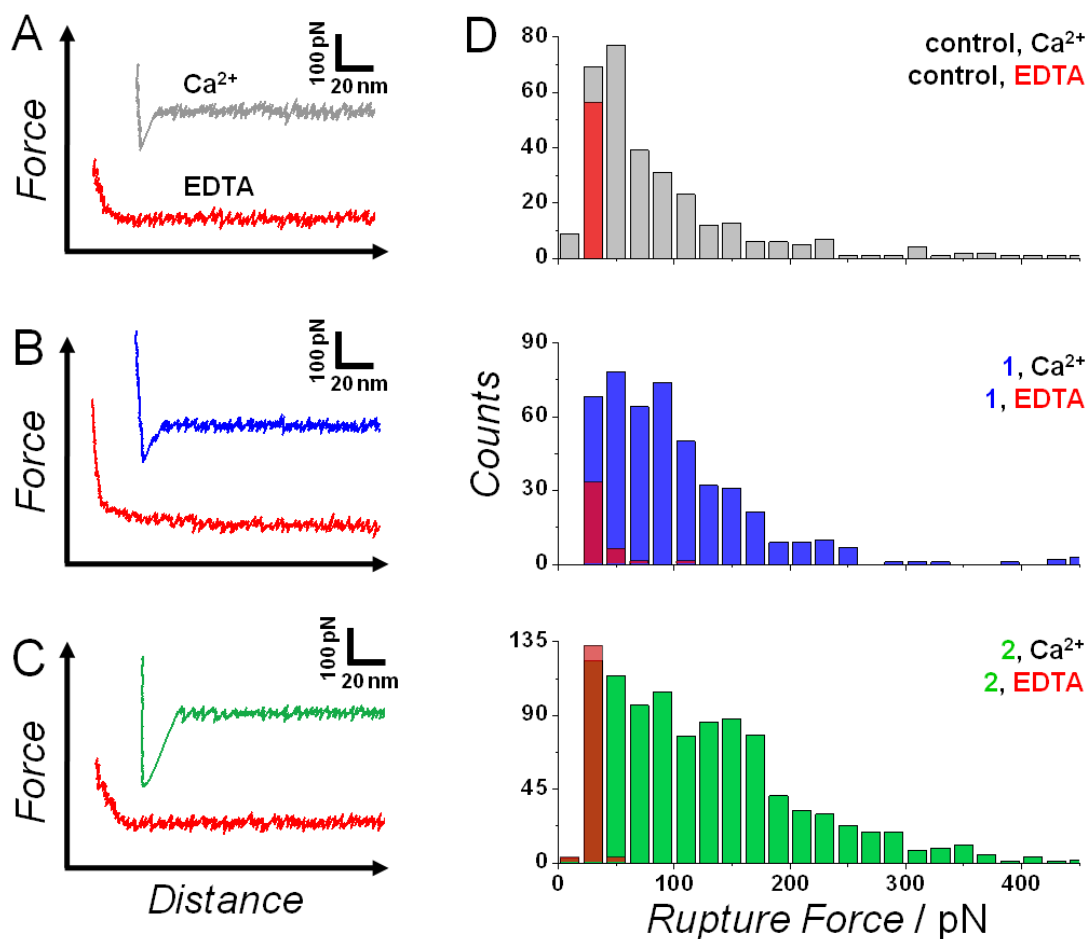 A
Force
Ca²⁺
EDTA
100 pN
20 nm
B
Force
100 pN
20 nm
C
Force
100 pN
20 nm
Distance
D
control, Ca²⁺
control, EDTA
80
60
40
20
0
1, Ca²⁺
1, EDTA
90
60
30
0
Counts
2, Ca²⁺
2, EDTA
135
90
45
0
0 100 200 300 400
Rupture Force / pN